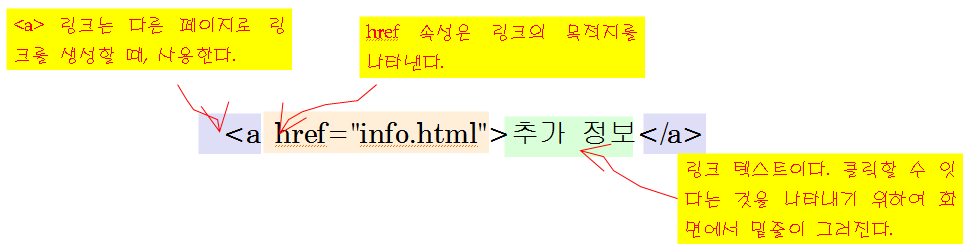 <a> 링크는 다른 페이지로 링
크를 생성할 때, 사용한다.
href 속성은 링크의 목적지를
나타낸다.
<a href="info.html">추가 정보</a>
링크 텍스트이다. 클릭할 수 잇
다는 것을 나타내기 위하여 화
면에서 밑줄이 그려진다.